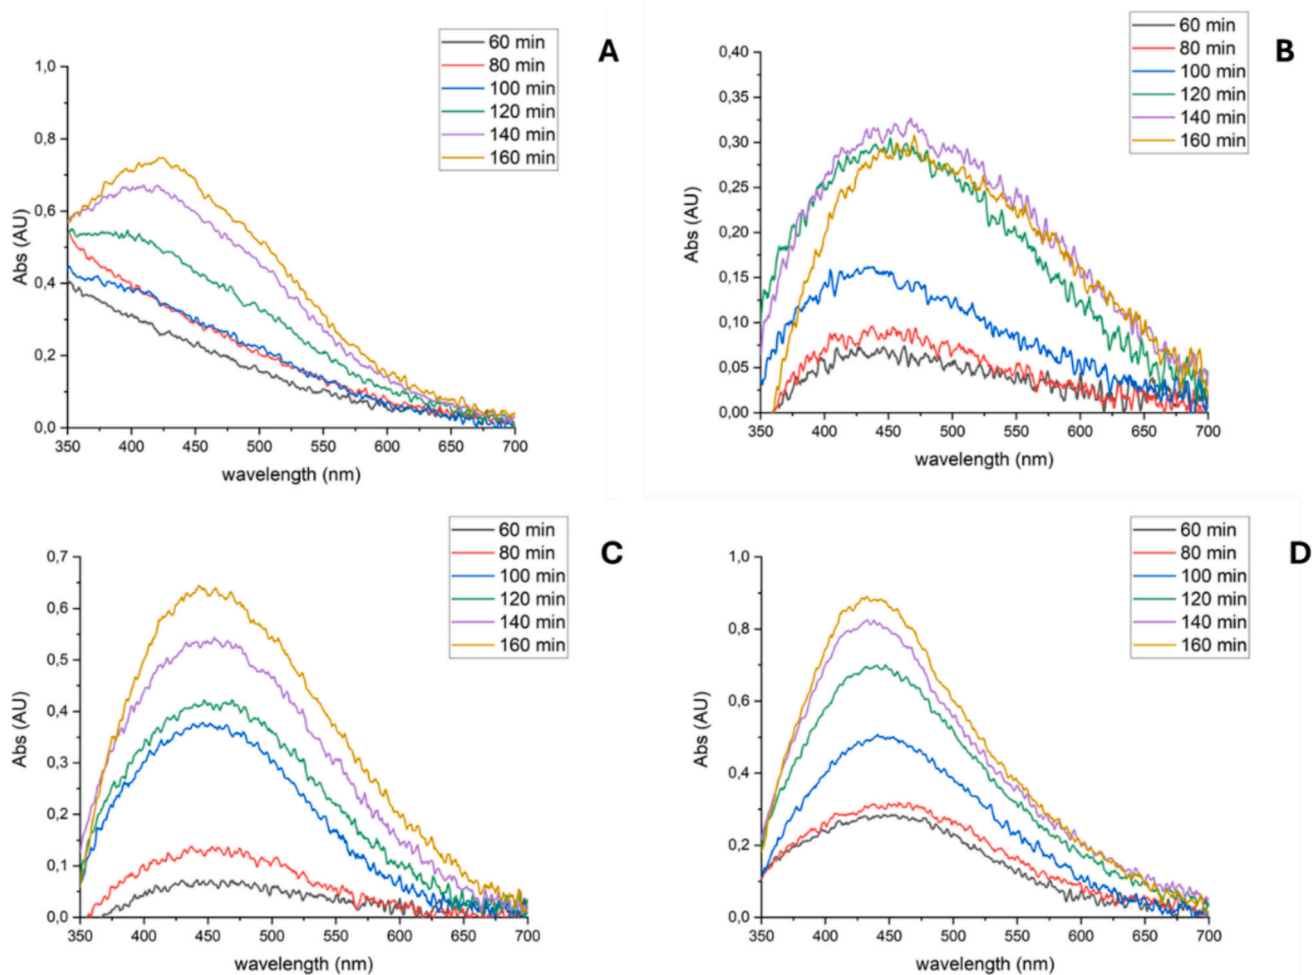 60 min
80 min
100 min
120 min
140 min
160 min
A
1,0
0,8
0,6
0,4
0,2
0,0
Abs (AU)
350 400 450 500 550 600 650 700
wavelength (nm)
60 min
80 min
100 min
120 min
140 min
160 min
B
0,40
0,35
0,30
0,25
0,20
0,15
0,10
0,05
0,00
Abs (AU)
350 400 450 500 550 600 650 700
wavelength (nm)
60 min
80 min
100 min
120 min
140 min
160 min
C
0,7
0,6
0,5
0,4
0,3
0,2
0,1
0,0
Abs (AU)
350 400 450 500 550 600 650 700
wavelength (nm)
60 min
80 min
100 min
120 min
140 min
160 min
D
1,0
0,8
0,6
0,4
0,2
0,0
Abs (AU)
350 400 450 500 550 600 650 700
wavelength (nm)